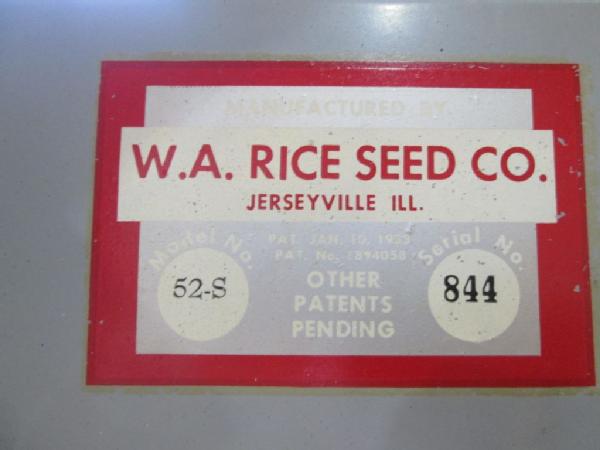 MANUFACTURED BY
W.A. RICE SEED CO.
JERSEYVILLE ILL.
PAT. JAN. 10, 1933
PAT. No. 1894058
Model No.
52-S
OTHER
PATENTS
PENDING
Serial No.
844